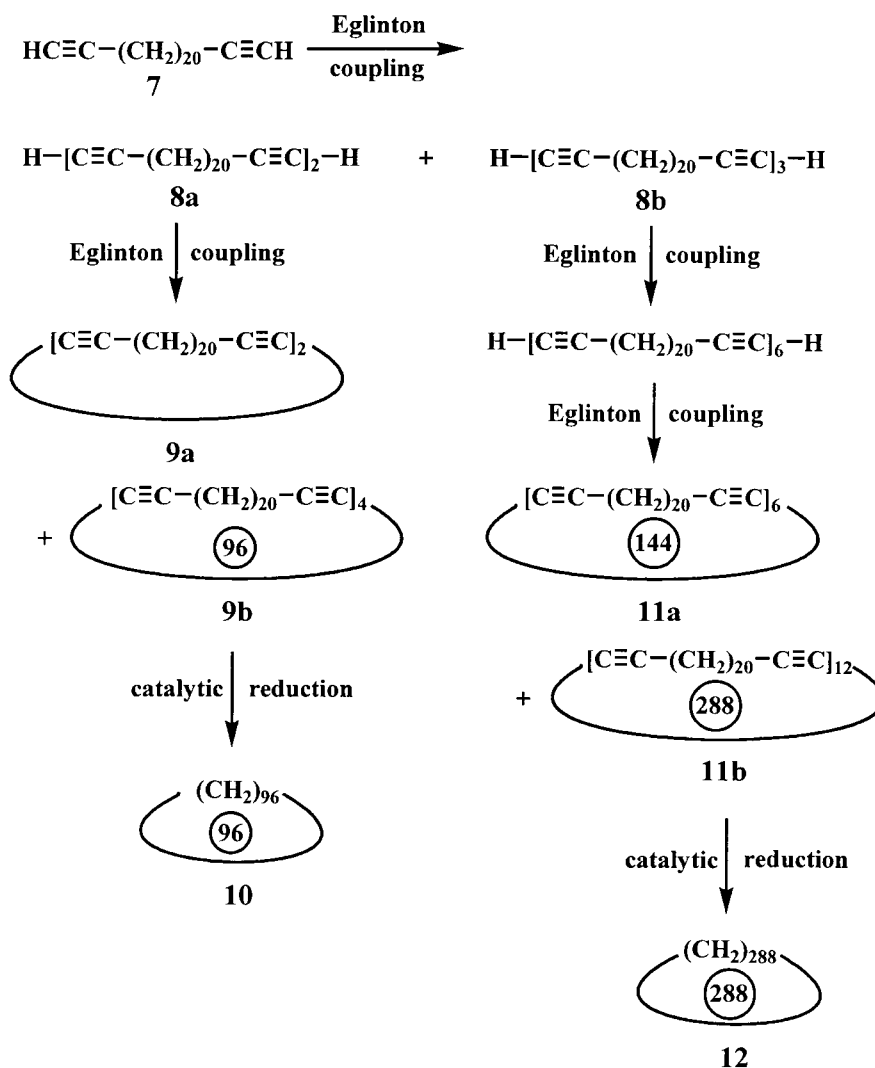 HC≡C–(CH₂)₂₀–C≡CH
7
Eglinton
coupling
H–[C≡C–(CH₂)₂₀–C≡C]₂–H + H–[C≡C–(CH₂)₂₀–C≡C]₃–H
8a 8b
Eglinton coupling Eglinton coupling
[C≡C–(CH₂)₂₀–C≡C]₂ H–[C≡C–(CH₂)₂₀–C≡C]₆–H
9a Eglinton coupling
+ [C≡C–(CH₂)₂₀–C≡C]₄ [C≡C–(CH₂)₂₀–C≡C]₆
96 144
9b 11a
+ [C≡C–(CH₂)₂₀–C≡C]₁₂
288
11b
catalytic reduction
(CH₂)₉₆
96
10
catalytic reduction
(CH₂)₂₈₈
288
12